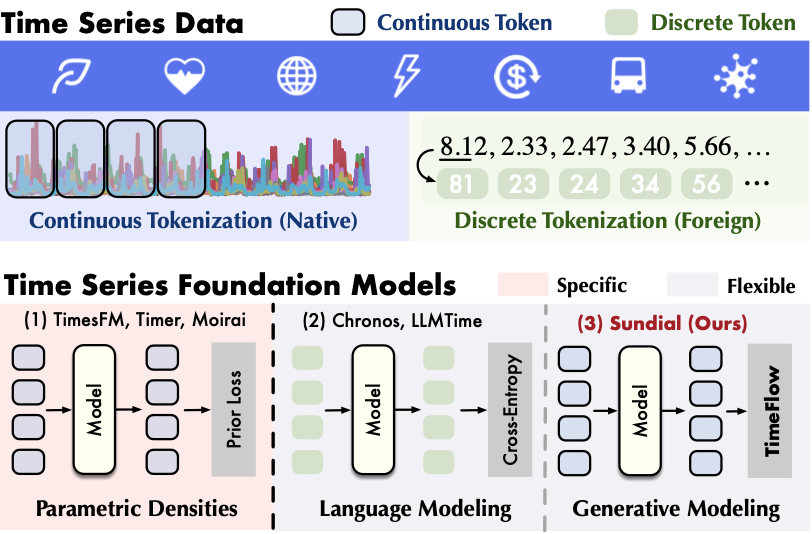 Time Series Data
Continuous Token
Discrete Token
8.12, 2.33, 2.47, 3.40, 5.66, ...
81 23 24 34 56 ...
Continuous Tokenization (Native)
Discrete Tokenization (Foreign)
Time Series Foundation Models
Specific
Flexible
(1) TimesFM, Timer, Moirai
Model
Prior Loss
Parametric Densities
(2) Chronos, LLMTime
Model
Cross-Entropy
Language Modeling
(3) Sundial (Ours)
Model
TimeFlow
Generative Modeling